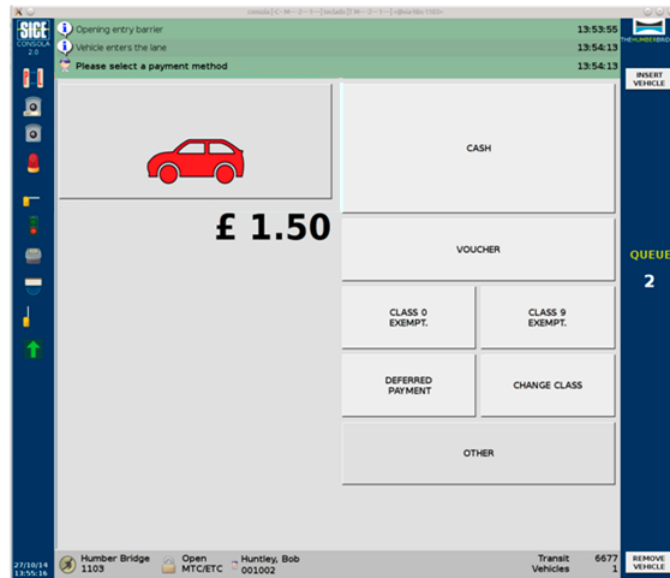 SICE
CONSOLA
2.0
Opening entry barrier
13:53:55
Vehicle enters the lane
13:54:13
Please select a payment method
13:54:13
THE HUMBER BRI
INSERT
VEHICLE
CASH
£ 1.50
VOUCHER
QUEUE
2
CLASS 0
EXEMPT.
CLASS 9
EXEMPT.
DEFERRED
PAYMENT
CHANGE CLASS
OTHER
27/10/14
13:55:16
Humber Bridge
1103
Open
MTC/ETC
Huntley, Bob
001002
Transit 6677
Vehicles 1
REMOVE
VEHICLE